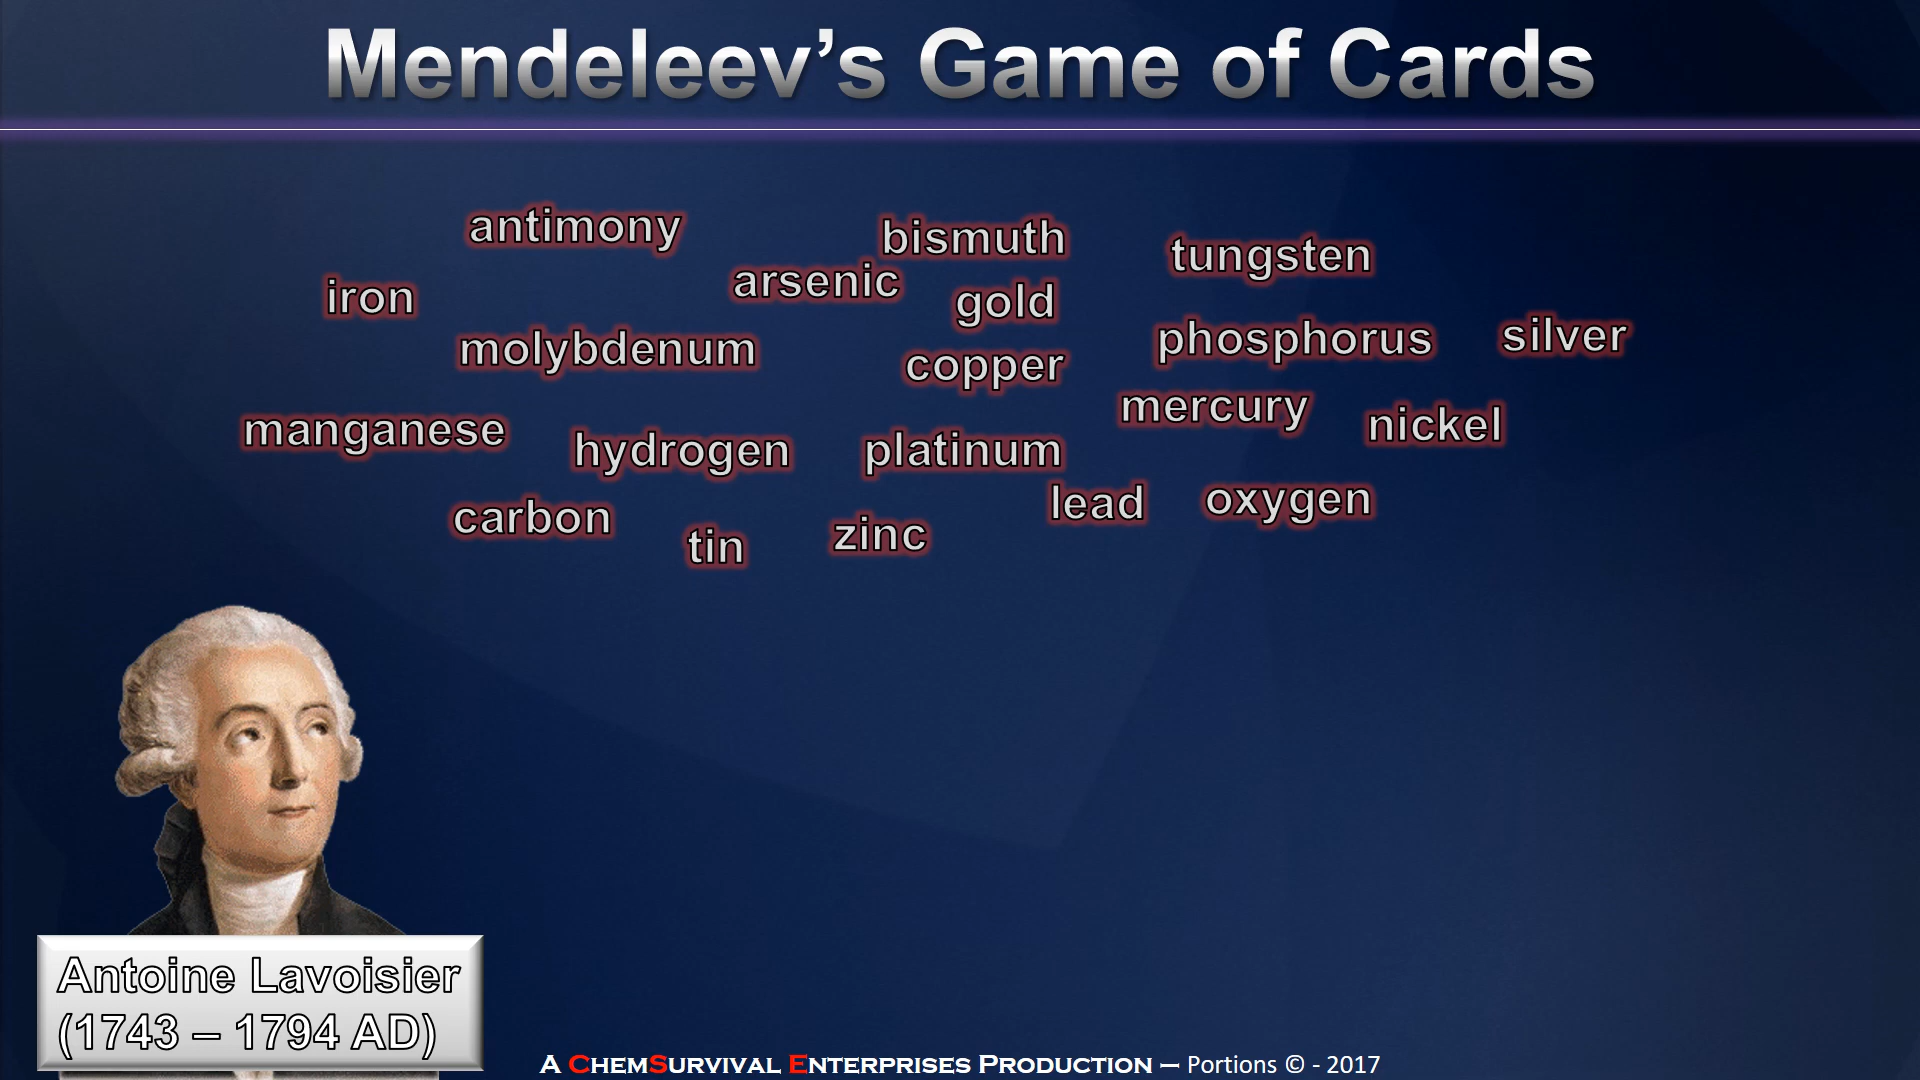 Mendeleev’s Game of Cards
antimony
bismuth
tungsten
iron
arsenic
gold
molybdenum
copper
phosphorus
silver
manganese
hydrogen
platinum
mercury
nickel
carbon
tin
zinc
lead
oxygen
Antoine Lavoisier
(1743 – 1794 AD)
A ChemSurvival Enterprises Production – Portions © - 2017